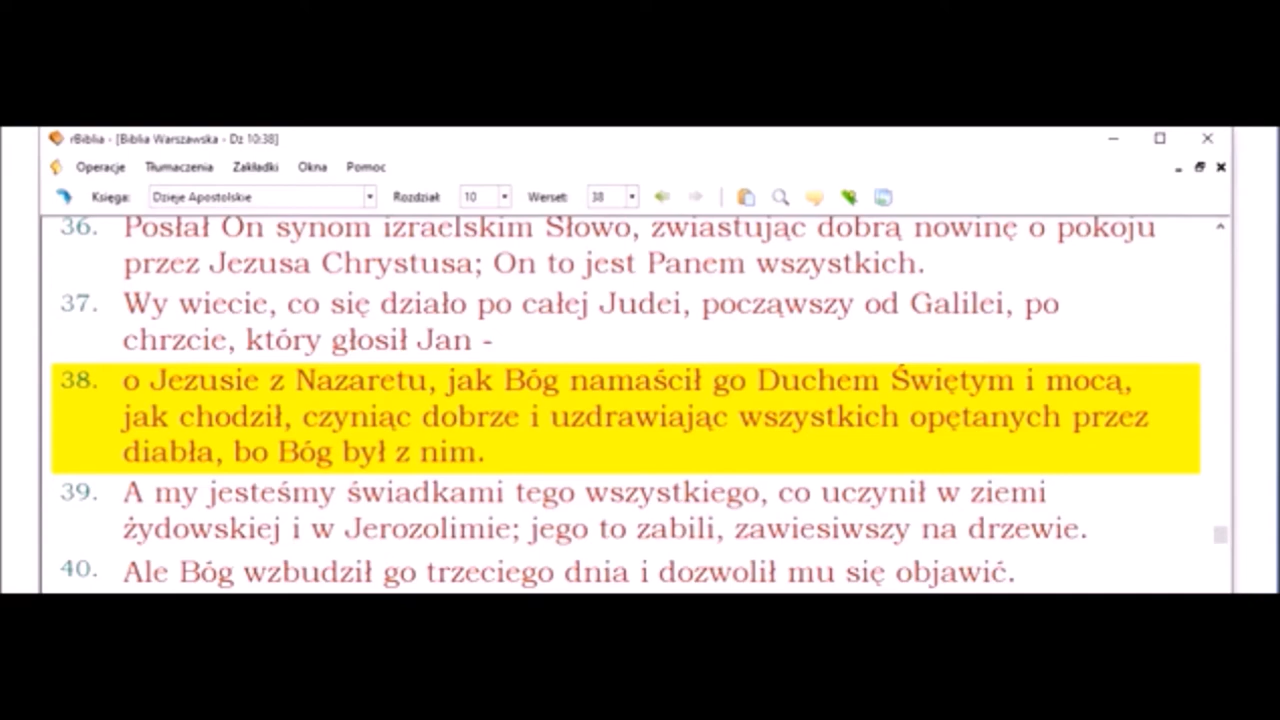 rBiblia - [Biblia Warszawska - Dz 10:38]
Operacje Tłumaczenia Zakładki Okna Pomoc
Księga: Dzieje Apostolskie Rozdział 10 Werset: 38
36. Posłał On synom izraelskim Słowo, zwiastując dobrą nowinę o pokoju
przez Jezusa Chrystusa; On to jest Panem wszystkich.
37. Wy wiecie, co się działo po całej Judei, począwszy od Galilei, po
chrzcie, który głosił Jan -
38. o Jezusie z Nazaretu, jak Bóg namaścił go Duchem Świętym i mocą,
jak chodził, czyniąc dobrze i uzdrawiając wszystkich opętanych przez
diabła, bo Bóg był z nim.
39. A my jesteśmy świadkami tego wszystkiego, co uczynił w ziemi
żydowskiej i w Jerozolimie; jego to zabili, zawiesiwszy na drzewie.
40. Ale Bóg wzbudził go trzeciego dnia i dozwolił mu się objawić.